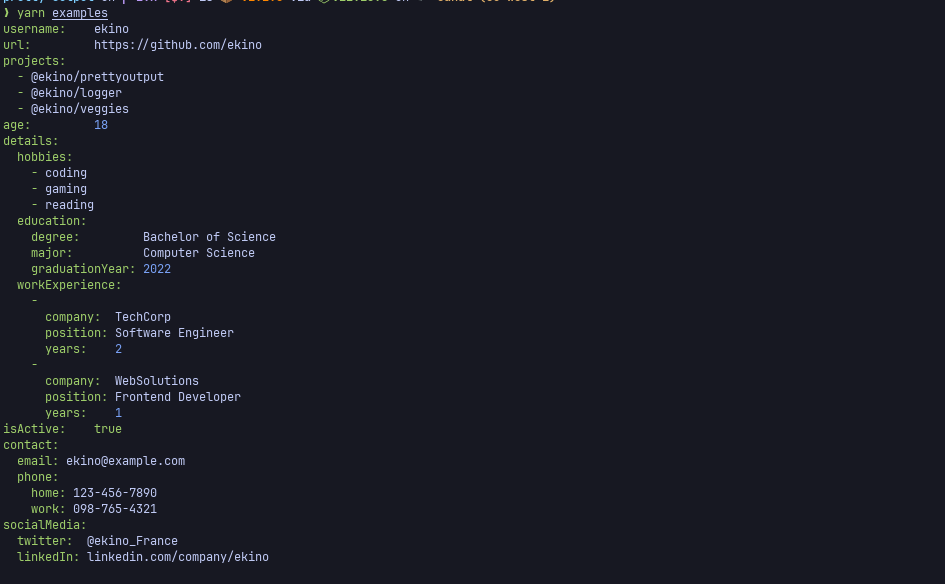 ❯ yarn examples
username:    ekino
url:         https://github.com/ekino
projects:
  - @ekino/prettyoutput
  - @ekino/logger
  - @ekino/veggies
age:         18
details:
  hobbies:
    - coding
    - gaming
    - reading
  education:
    degree:         Bachelor of Science
    major:          Computer Science
    graduationYear: 2022
  workExperience:
    -
      company:  TechCorp
      position: Software Engineer
      years:    2
    -
      company:  WebSolutions
      position: Frontend Developer
      years:    1
isActive:    true
contact:
  email: ekino@example.com
  phone:
    home: 123-456-7890
    work: 098-765-4321
socialMedia:
  twitter:  @ekino_France
  linkedIn: linkedin.com/company/ekino